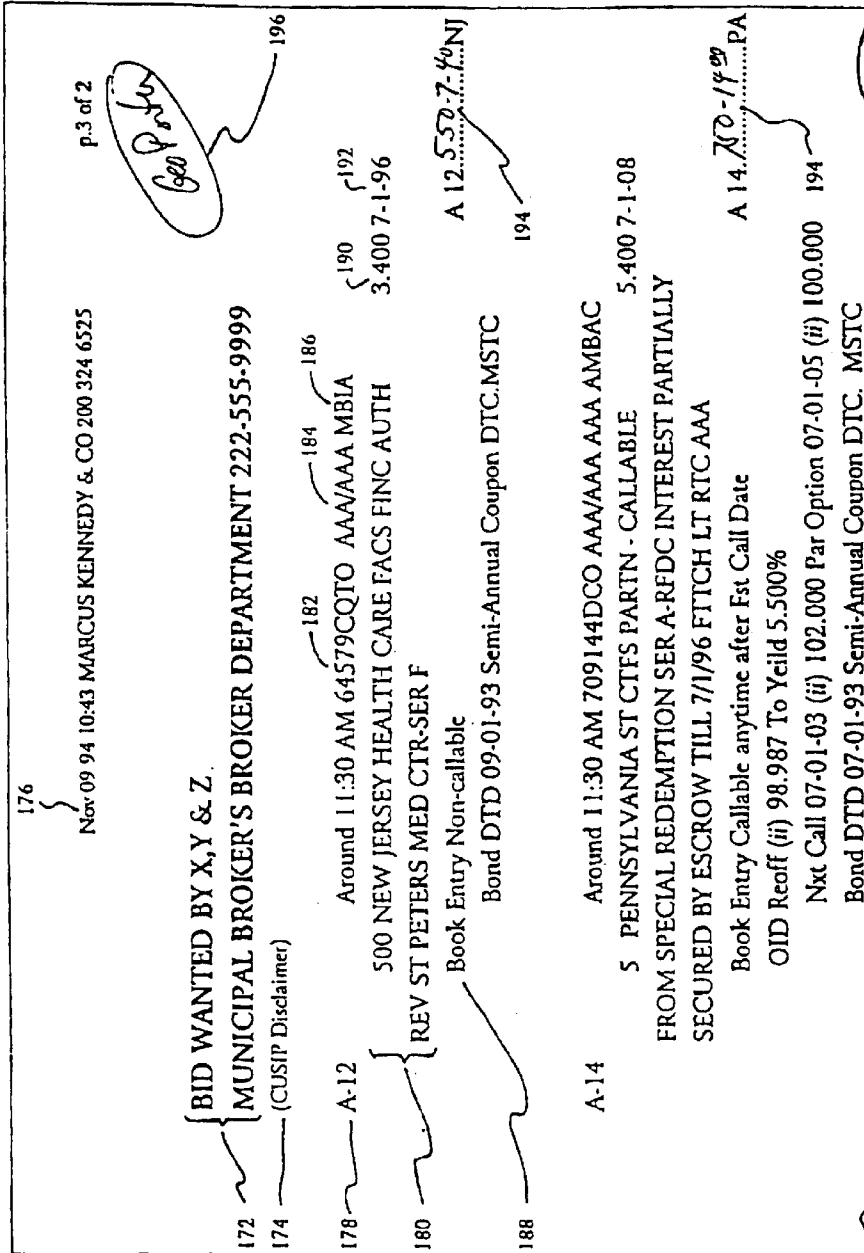 176
Nov 09 94 10:43 MARCUS KENNEDY & CO 200 324 6525
p.3 of 2
Geo Porter
196
BID WANTED BY X,Y & Z.
172
MUNICIPAL BROKER'S BROKER DEPARTMENT 222-555-9999
174 (CUSIP Disclaimer)
182 184 186 190 192
178 A-12 Around 11:30 AM 64579CQTO AAA/AAA MBIA
180 500 NEW JERSEY HEALTH CARE FACS FINC AUTH 3.400 7-1-96
REV ST PETERS MED CTR-SER F
188 Book Entry Non-callable A 12.5.50-7-40 NJ
Bond DTD 09-01-93 Semi-Annual Coupon DTC.MSTC
194
A-14 Around 11:30 AM 709144DCO AAA/AAA AAA AMBAC
5 PENNSYLVANIA ST CTFS PARTN - CALLABLE 5.400 7-1-08
FROM SPECIAL REDEMPTION SER A-RFDC INTEREST PARTIALLY
SECURED BY ESCROW TILL 7/1/96 FTTCH LT RTC AAA
Book Entry Callable anytime after Fst Call Date A 14. PA
OID Reoff (ii) 98.987 To Yeild 5.500%
Nxt Call 07-01-03 (ii) 102.000 Par Option 07-01-05 (ii) 100.000 194
Bond DTD 07-01-93 Semi-Annual Coupon DTC. MSTC